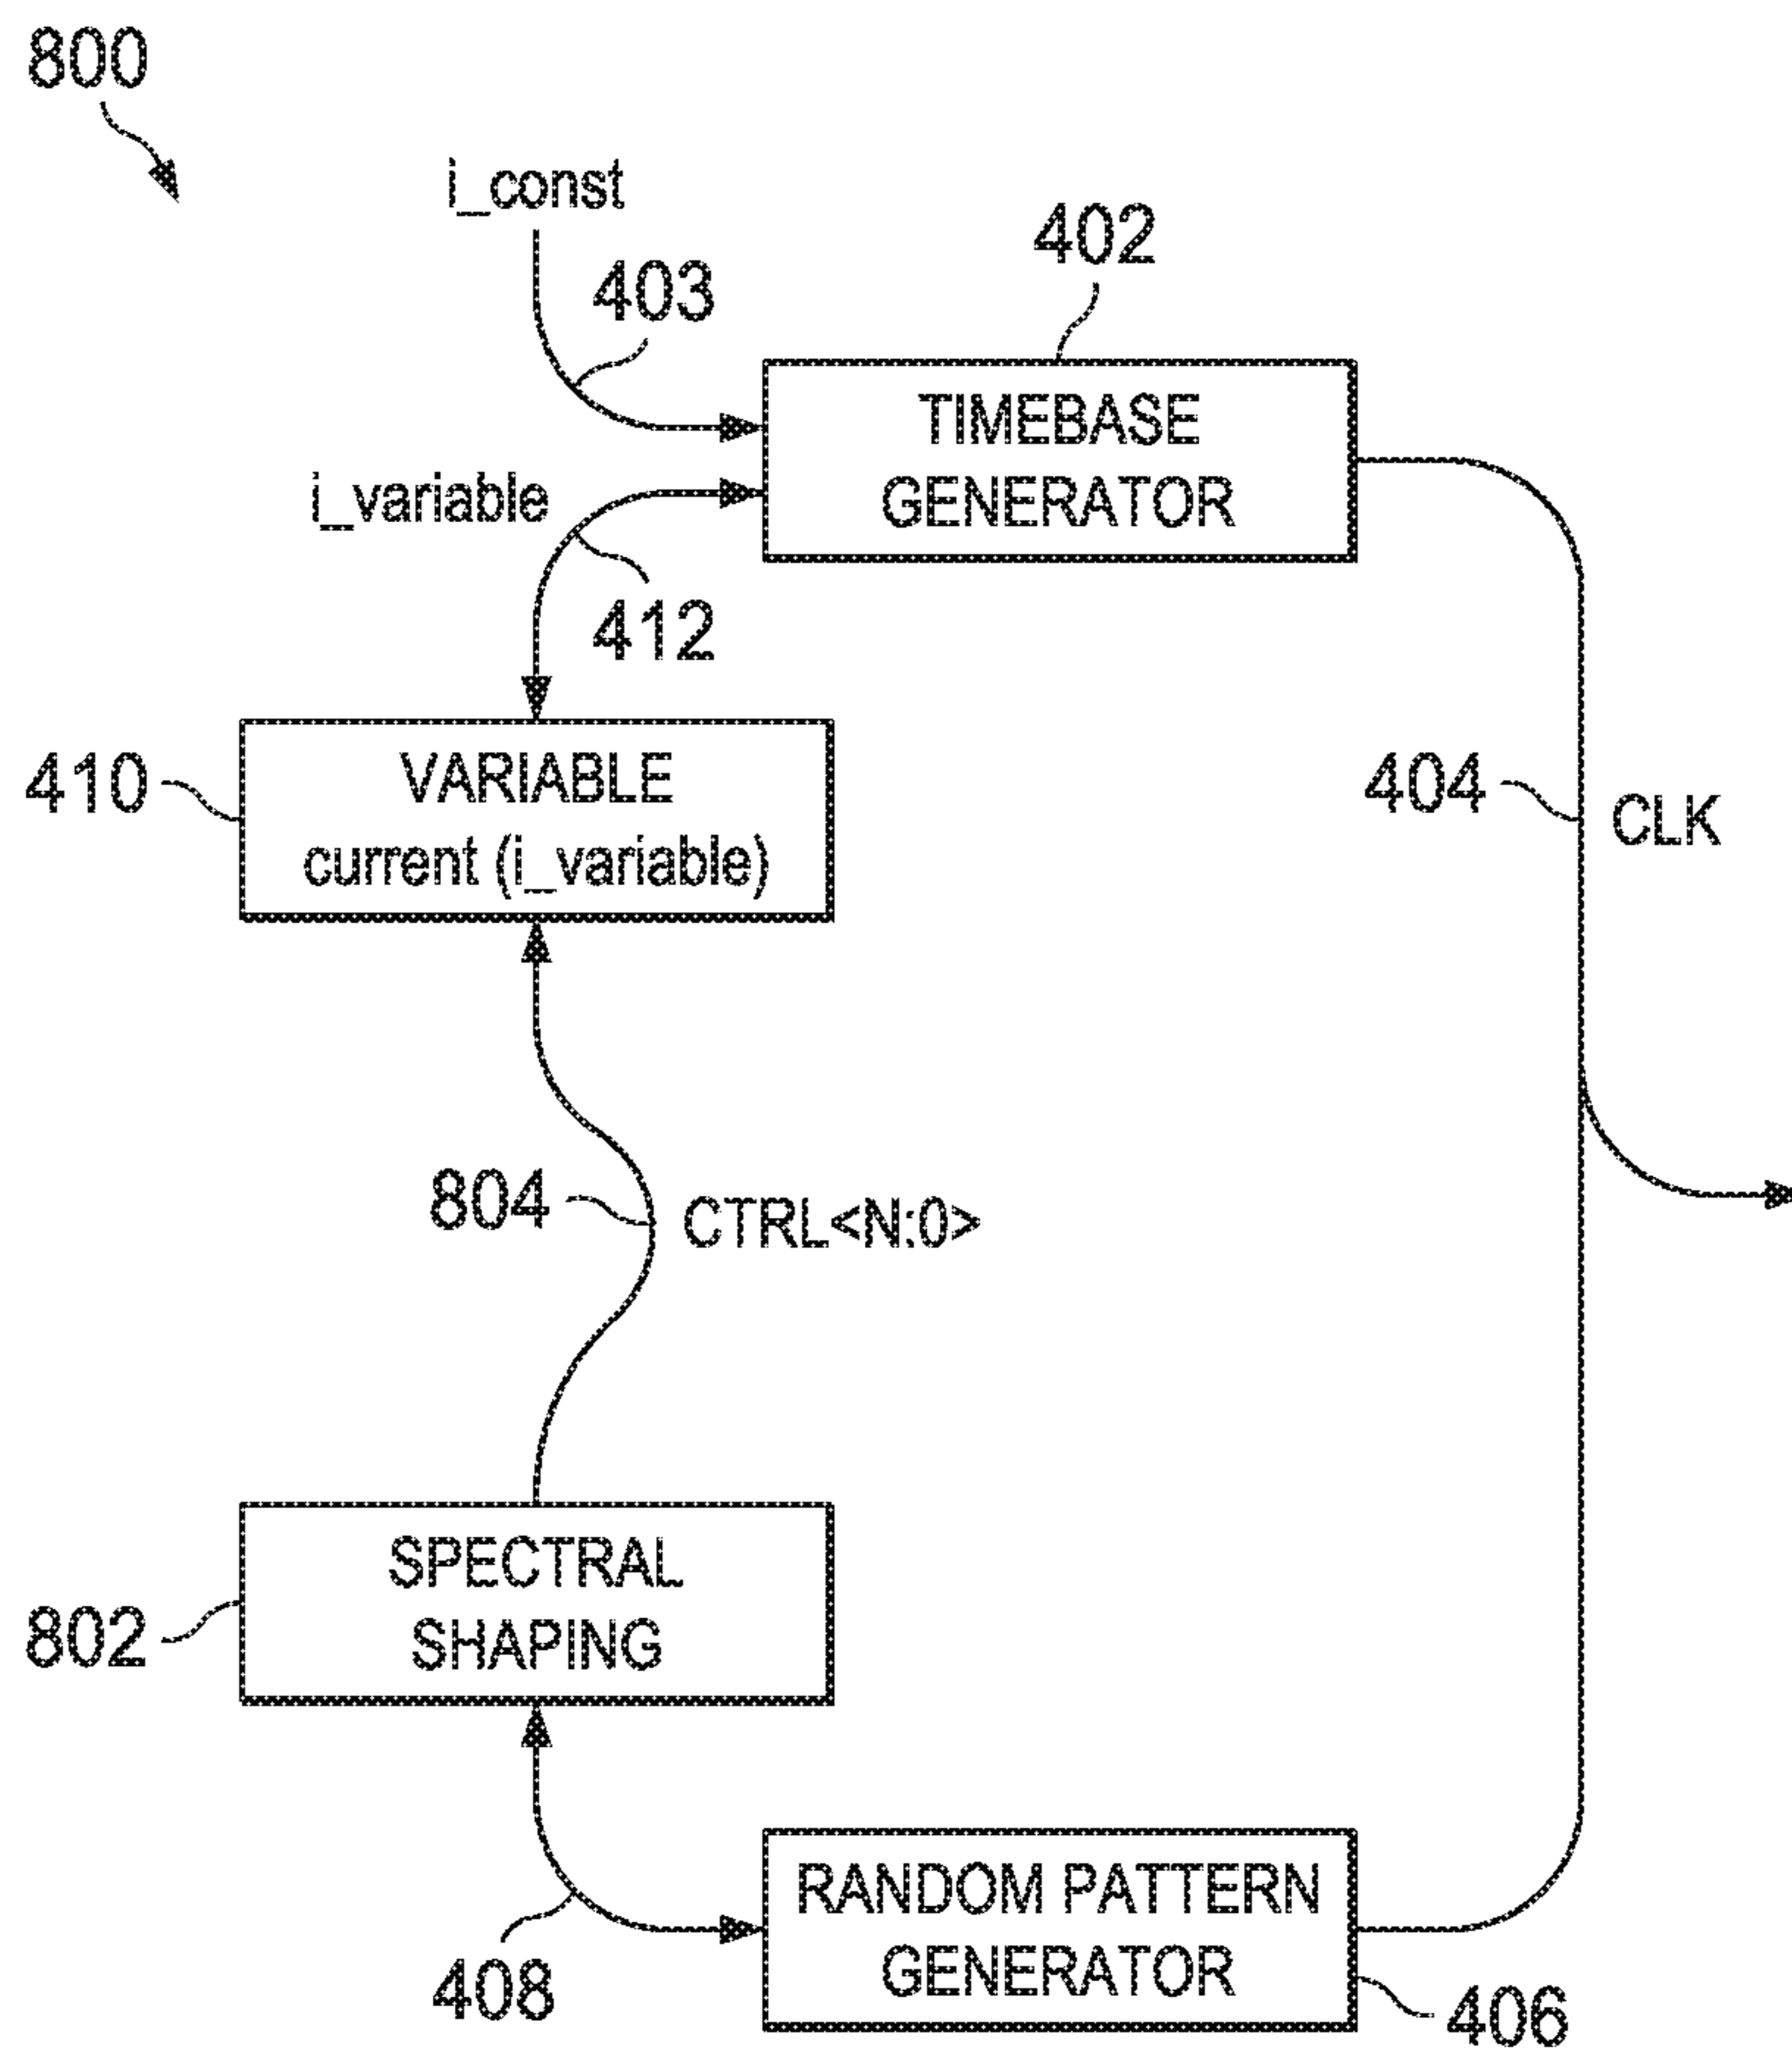 800
i_const
403
402
TIMEBASE
GENERATOR
i_variable
412
410
VARIABLE
current (i_variable)
404
CLK
804
CTRL<N:0>
802
SPECTRAL
SHAPING
408
RANDOM PATTERN
GENERATOR
406